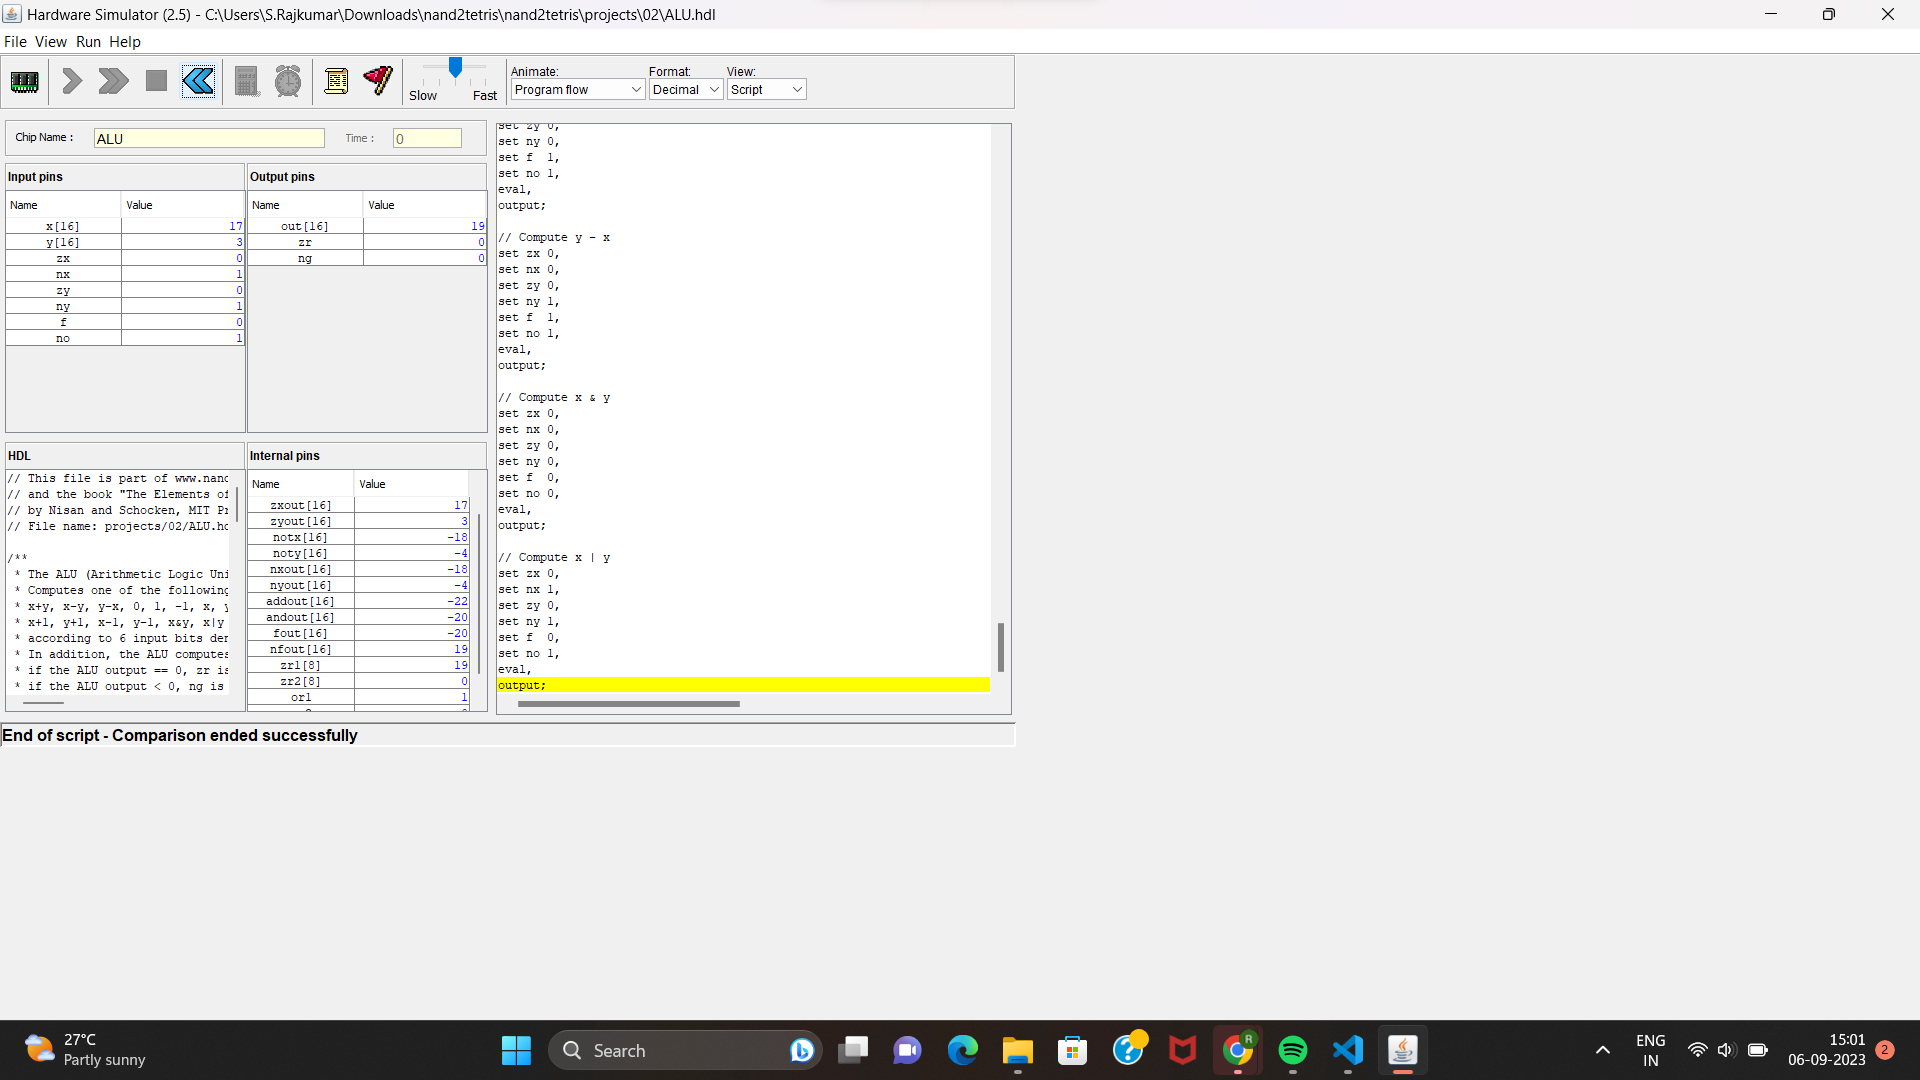 Hardware Simulator (2.5) - C:\Users\S.Rajkumar\Downloads\nand2tetris\nand2tetris\projects\02\ALU.hdl
File View Run Help
Slow Fast
Animate: Format: View:
Program flow Decimal Script
Chip Name : ALU Time : 0
Input pins
Name Value
x[16] 17
y[16] 3
zx 0
nx 1
zy 0
ny 1
f 0
no 1
Output pins
Name Value
out[16] 19
zr 0
ng 0
HDL
// This file is part of www.nand
// and the book "The Elements of
// by Nisan and Schocken, MIT Pr
// File name: projects/02/ALU.hd
/**
* The ALU (Arithmetic Logic Uni
* Computes one of the following
* x+y, x-y, y-x, 0, 1, -1, x, y
* x+1, y+1, x-1, y-1, x&y, x|y
* according to 6 input bits den
* In addition, the ALU computes
* if the ALU output == 0, zr is
* if the ALU output < 0, ng is
Internal pins
Name Value
zxout[16] 17
zyout[16] 3
notx[16] -18
noty[16] -4
nxout[16] -18
nyout[16] -4
addout[16] -22
andout[16] -20
fout[16] -20
nfout[16] 19
zr1[8] 19
zr2[8] 0
or1 1
set zy 0,
set ny 0,
set f  1,
set no 1,
eval,
output;
// Compute y - x
set zx 0,
set nx 0,
set zy 0,
set ny 1,
set f  1,
set no 1,
eval,
output;
// Compute x & y
set zx 0,
set nx 0,
set zy 0,
set ny 0,
set f  0,
set no 0,
eval,
output;
// Compute x | y
set zx 0,
set nx 1,
set zy 0,
set ny 1,
set f  0,
set no 1,
eval,
output;
End of script - Comparison ended successfully
27°C
Partly sunny
Search
R
ENG
IN
15:01
06-09-2023
2